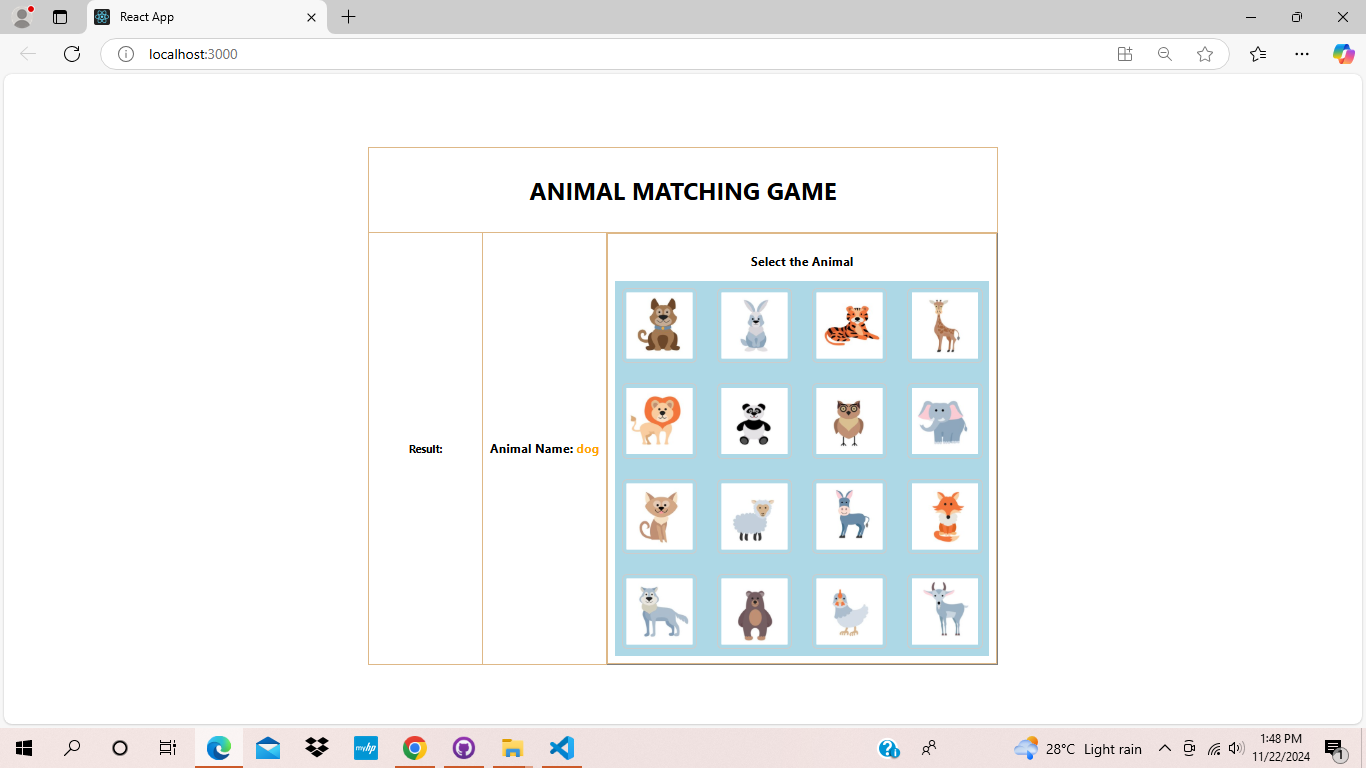 React App
localhost:3000
ANIMAL MATCHING GAME
Select the Animal
Result:
Animal Name: dog
myhp
28°C Light rain
1:48 PM
11/22/2024
1